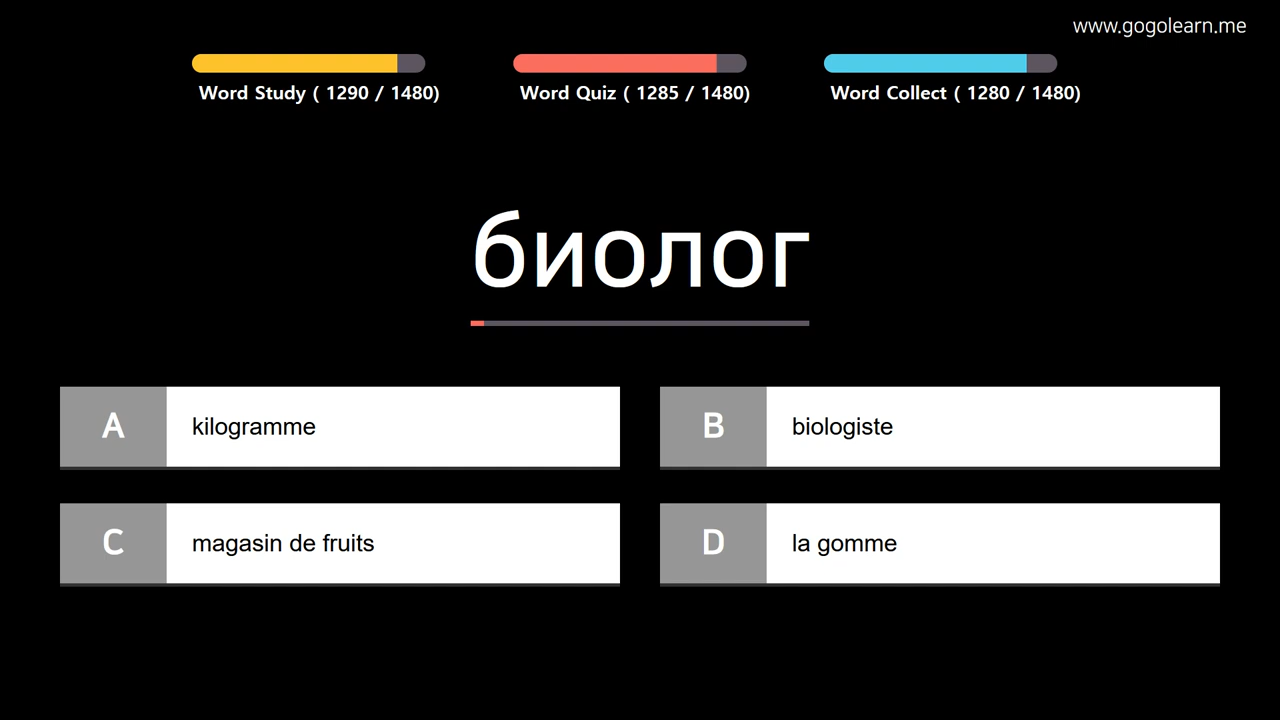 www.gogolearn.me
Word Study ( 1290 / 1480)
Word Quiz ( 1285 / 1480)
Word Collect ( 1280 / 1480)
биолог
A kilogramme
B biologiste
C magasin de fruits
D la gomme